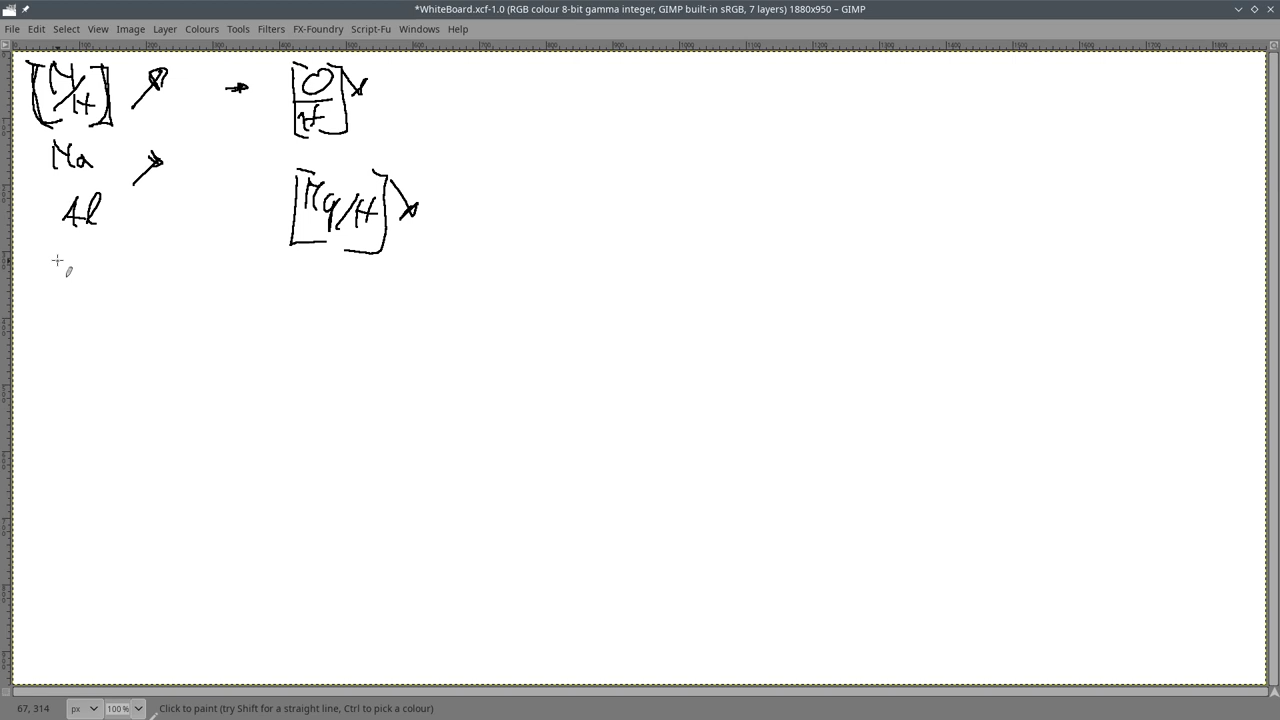 *WhiteBoard.xcf-1.0 (RGB colour 8-bit gamma integer, GIMP built-in sRGB, 7 layers) 1880x950 – GIMP
File Edit Select View Image Layer Colours Tools Filters FX-Foundry Script-Fu Windows Help
[N/H] ↗ → [O/H] ↘
Na ↗
[Mg/H] ↘
Al
67, 314 px 100% Click to paint (try Shift for a straight line, Ctrl to pick a colour)